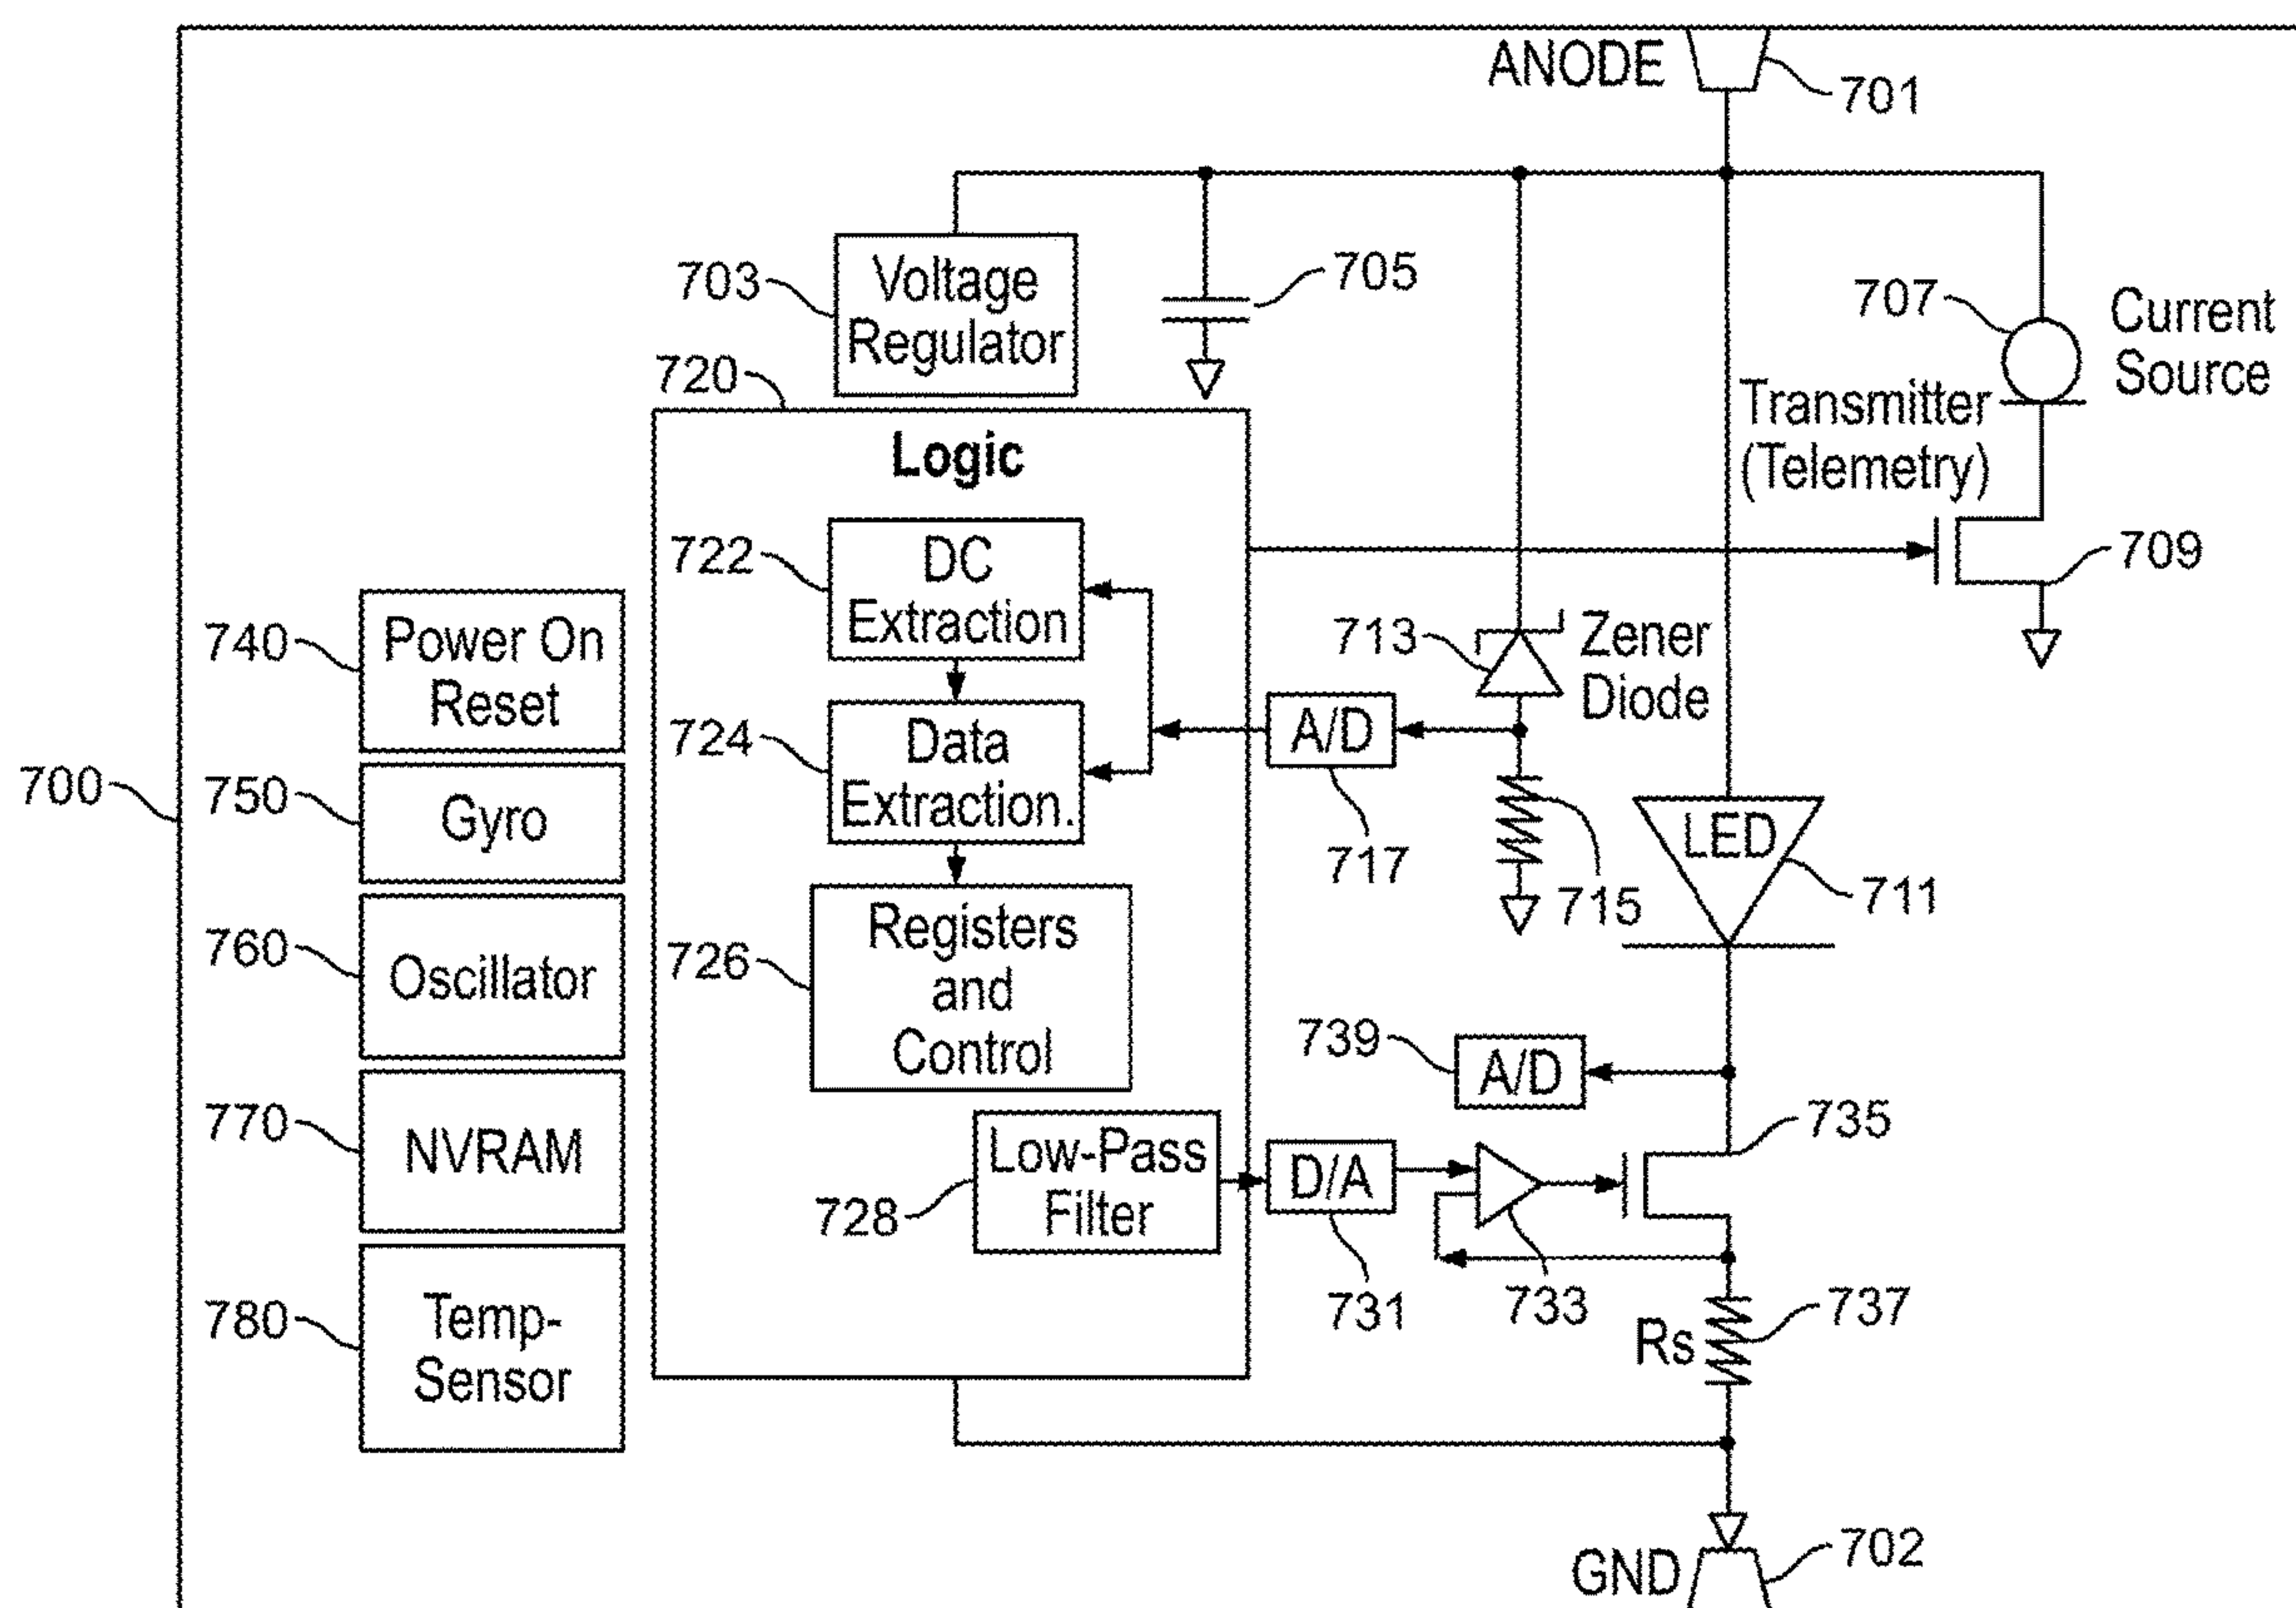 ANODE
701
703
Voltage
Regulator
705
707
Current
Source
720
Logic
Transmitter
(Telemetry)
709
722
DC
Extraction
740
Power On
Reset
713
Zener
Diode
724
Data
Extraction.
A/D
717
700
750
Gyro
715
LED
711
760
Oscillator
726
Registers
and
Control
739
A/D
770
NVRAM
728
Low-Pass
Filter
D/A
731
733
735
780
Temp-
Sensor
Rs
737
GND
702